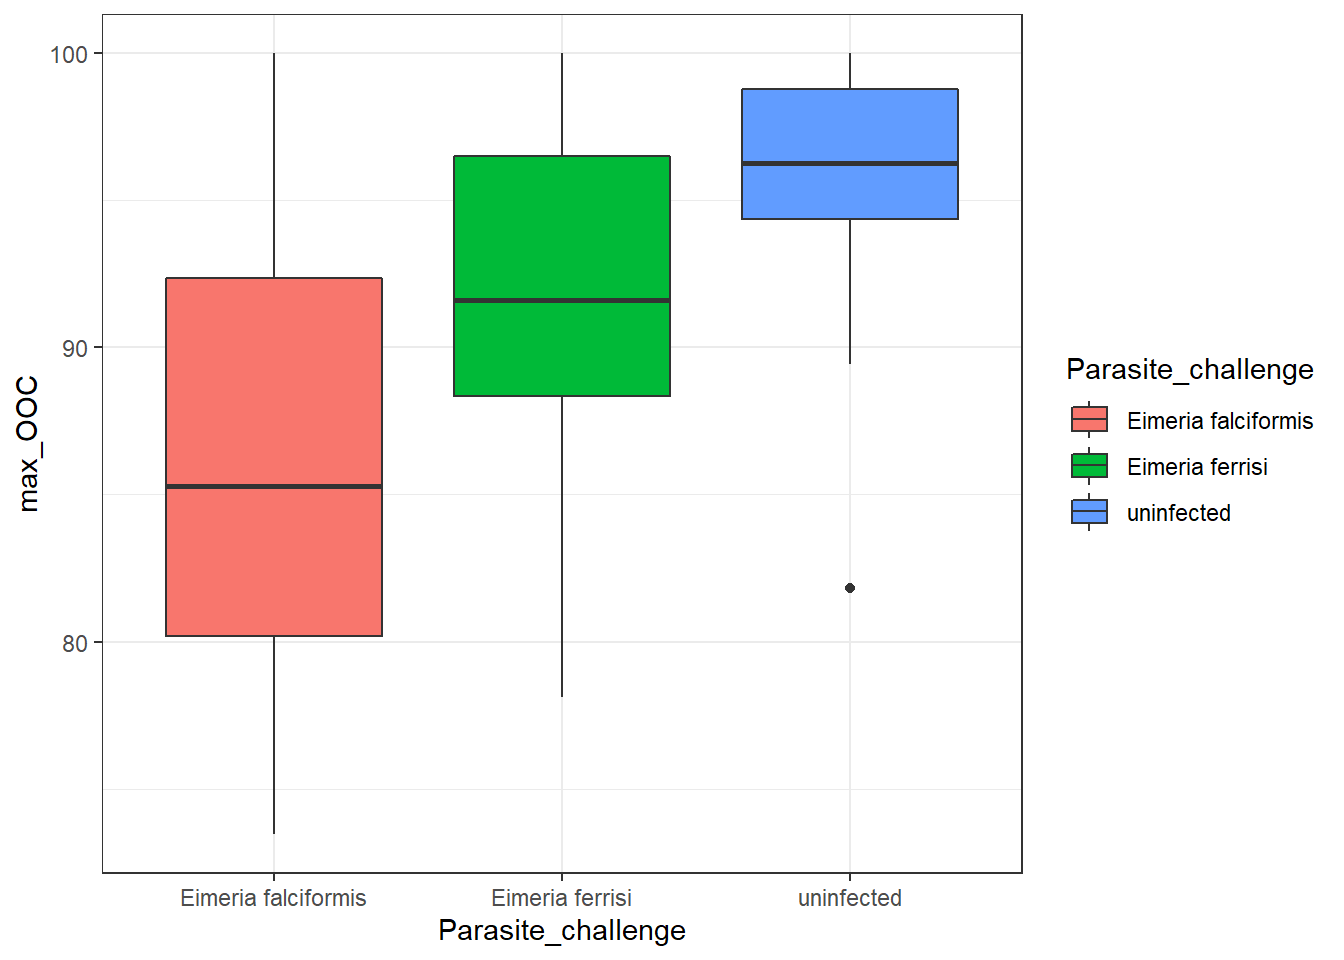 100
90
80
max_OOC
Eimeria falciformis
Eimeria ferrisi
uninfected
Parasite_challenge
Parasite_challenge
Eimeria falciformis
Eimeria ferrisi
uninfected